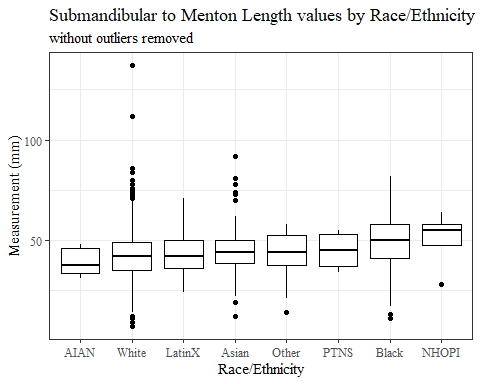 Submandibular to Menton Length values by Race/Ethnicity
without outliers removed
Measurement (mm)
100
50
AIAN White LatinX Asian Other PTNS Black NHOPI
Race/Ethnicity